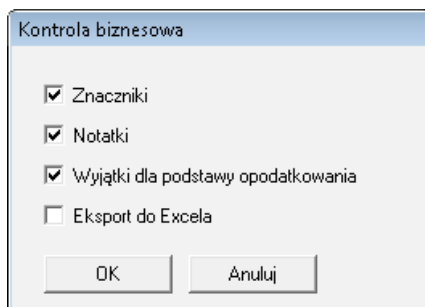 Kontrola biznesowa
Znaczniki
Notatki
Wyjątki dla podstawy opodatkowania
Eksport do Excela
OK Anuluj